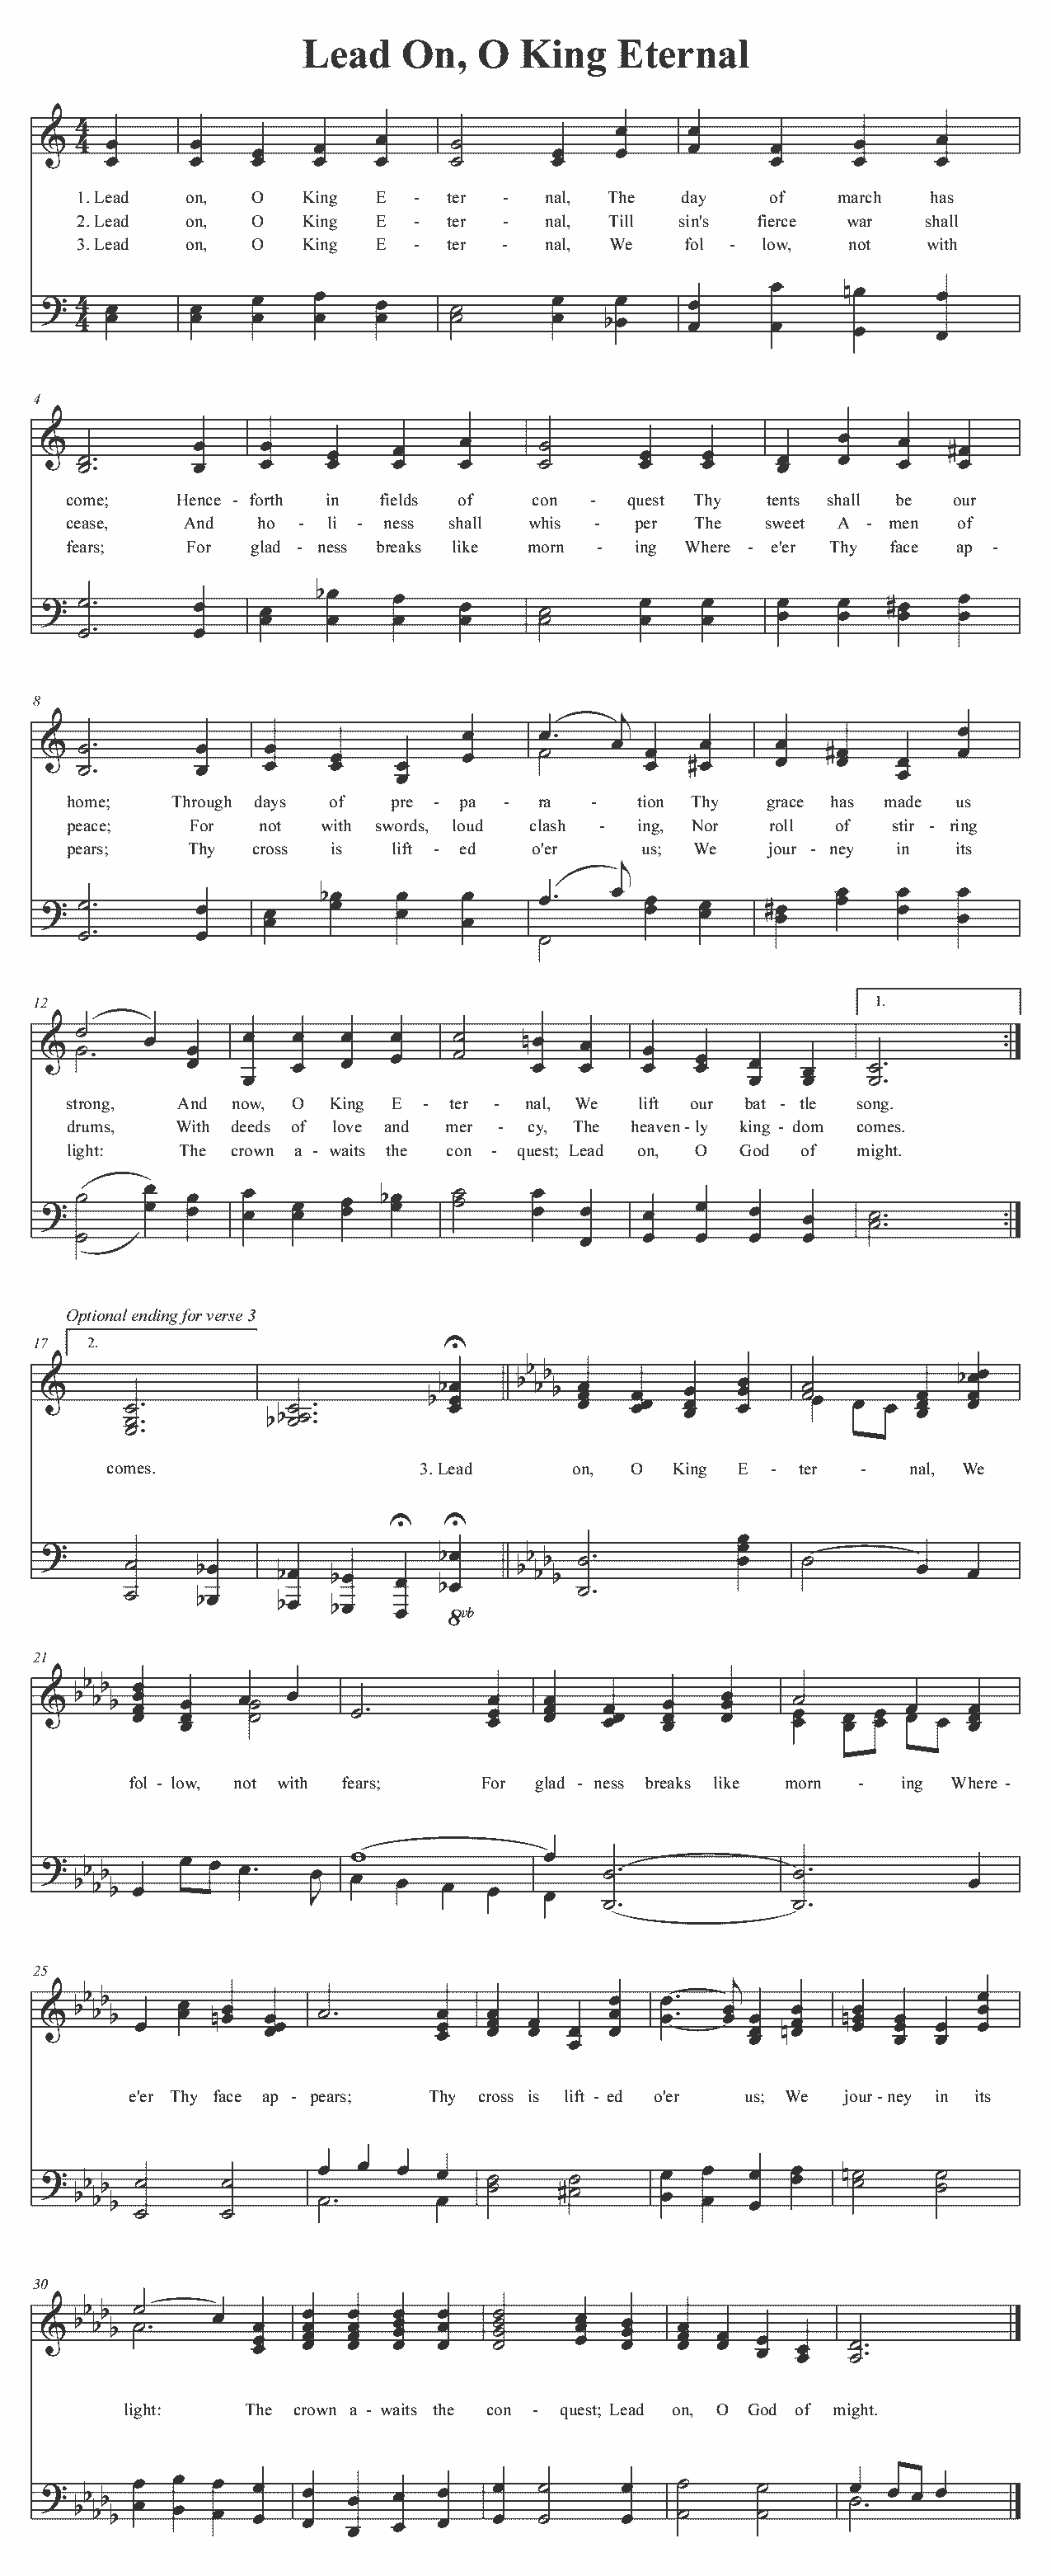 Lead On, O King Eternal
1. Lead on, O King E - ter - nal, The day of march has
2. Lead on, O King E - ter - nal, Till sin's fierce war shall
3. Lead on, O King E - ter - nal, We fol - low, not with
4
come; Hence - forth in fields of con - quest Thy tents shall be our
cease, And ho - li - ness shall whis - per The sweet A - men of
fears; For glad - ness breaks like morn - ing Where - e'er Thy face ap -
8
home; Through days of pre - pa - ra - tion Thy grace has made us
peace; For not with swords, loud clash - ing, Nor roll of stir - ring
pears; Thy cross is lift - ed o'er us; We jour - ney in its
12 1.
strong, And now, O King E - ter - nal, We lift our bat - tle song.
drums, With deeds of love and mer - cy, The heaven - ly king - dom comes.
light: The crown a - waits the con - quest; Lead on, O God of might.
Optional ending for verse 3
17 2.
comes. 3. Lead on, O King E - ter - nal, We
8vb
21
fol - low, not with fears; For glad - ness breaks like morn - ing Where -
25
e'er Thy face ap - pears; Thy cross is lift - ed o'er us; We jour - ney in its
30
light: The crown a - waits the con - quest; Lead on, O God of might.